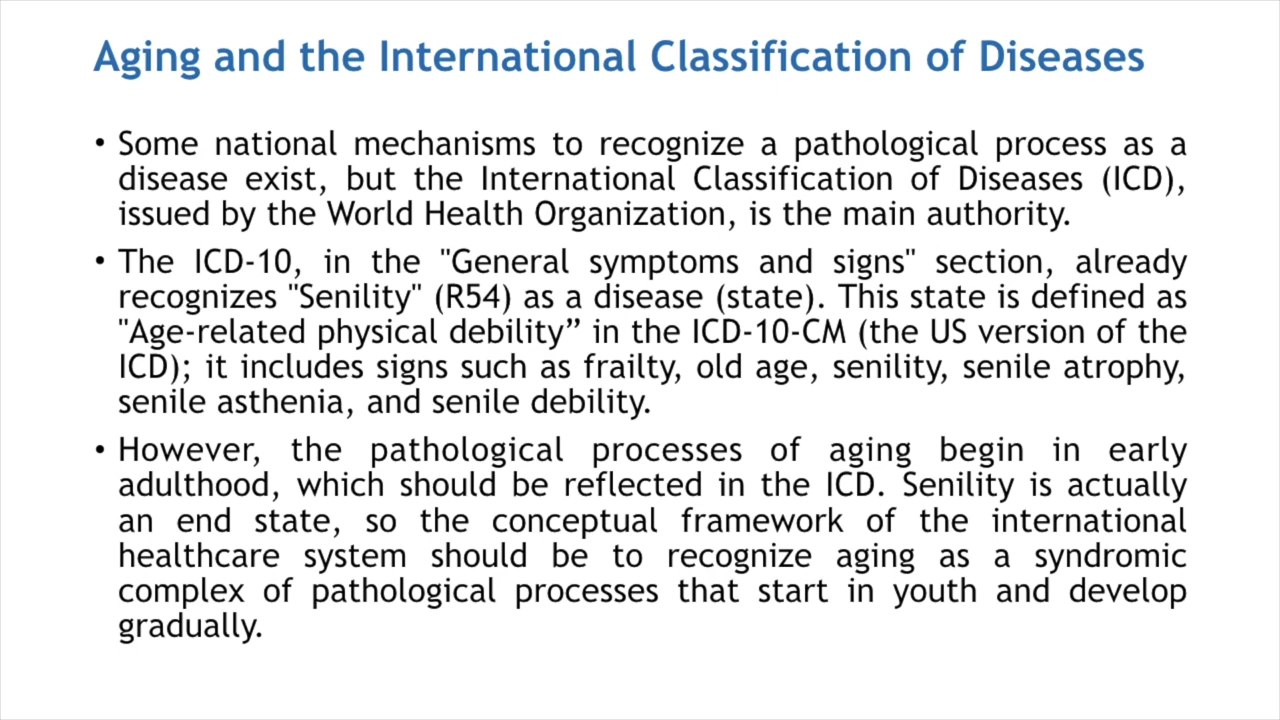 Aging and the International Classification of Diseases
• Some national mechanisms to recognize a pathological process as a
disease exist, but the International Classification of Diseases (ICD),
issued by the World Health Organization, is the main authority.
• The ICD-10, in the "General symptoms and signs" section, already
recognizes "Senility" (R54) as a disease (state). This state is defined as
"Age-related physical debility” in the ICD-10-CM (the US version of the
ICD); it includes signs such as frailty, old age, senility, senile atrophy,
senile asthenia, and senile debility.
• However, the pathological processes of aging begin in early
adulthood, which should be reflected in the ICD. Senility is actually
an end state, so the conceptual framework of the international
healthcare system should be to recognize aging as a syndromic
complex of pathological processes that start in youth and develop
gradually.